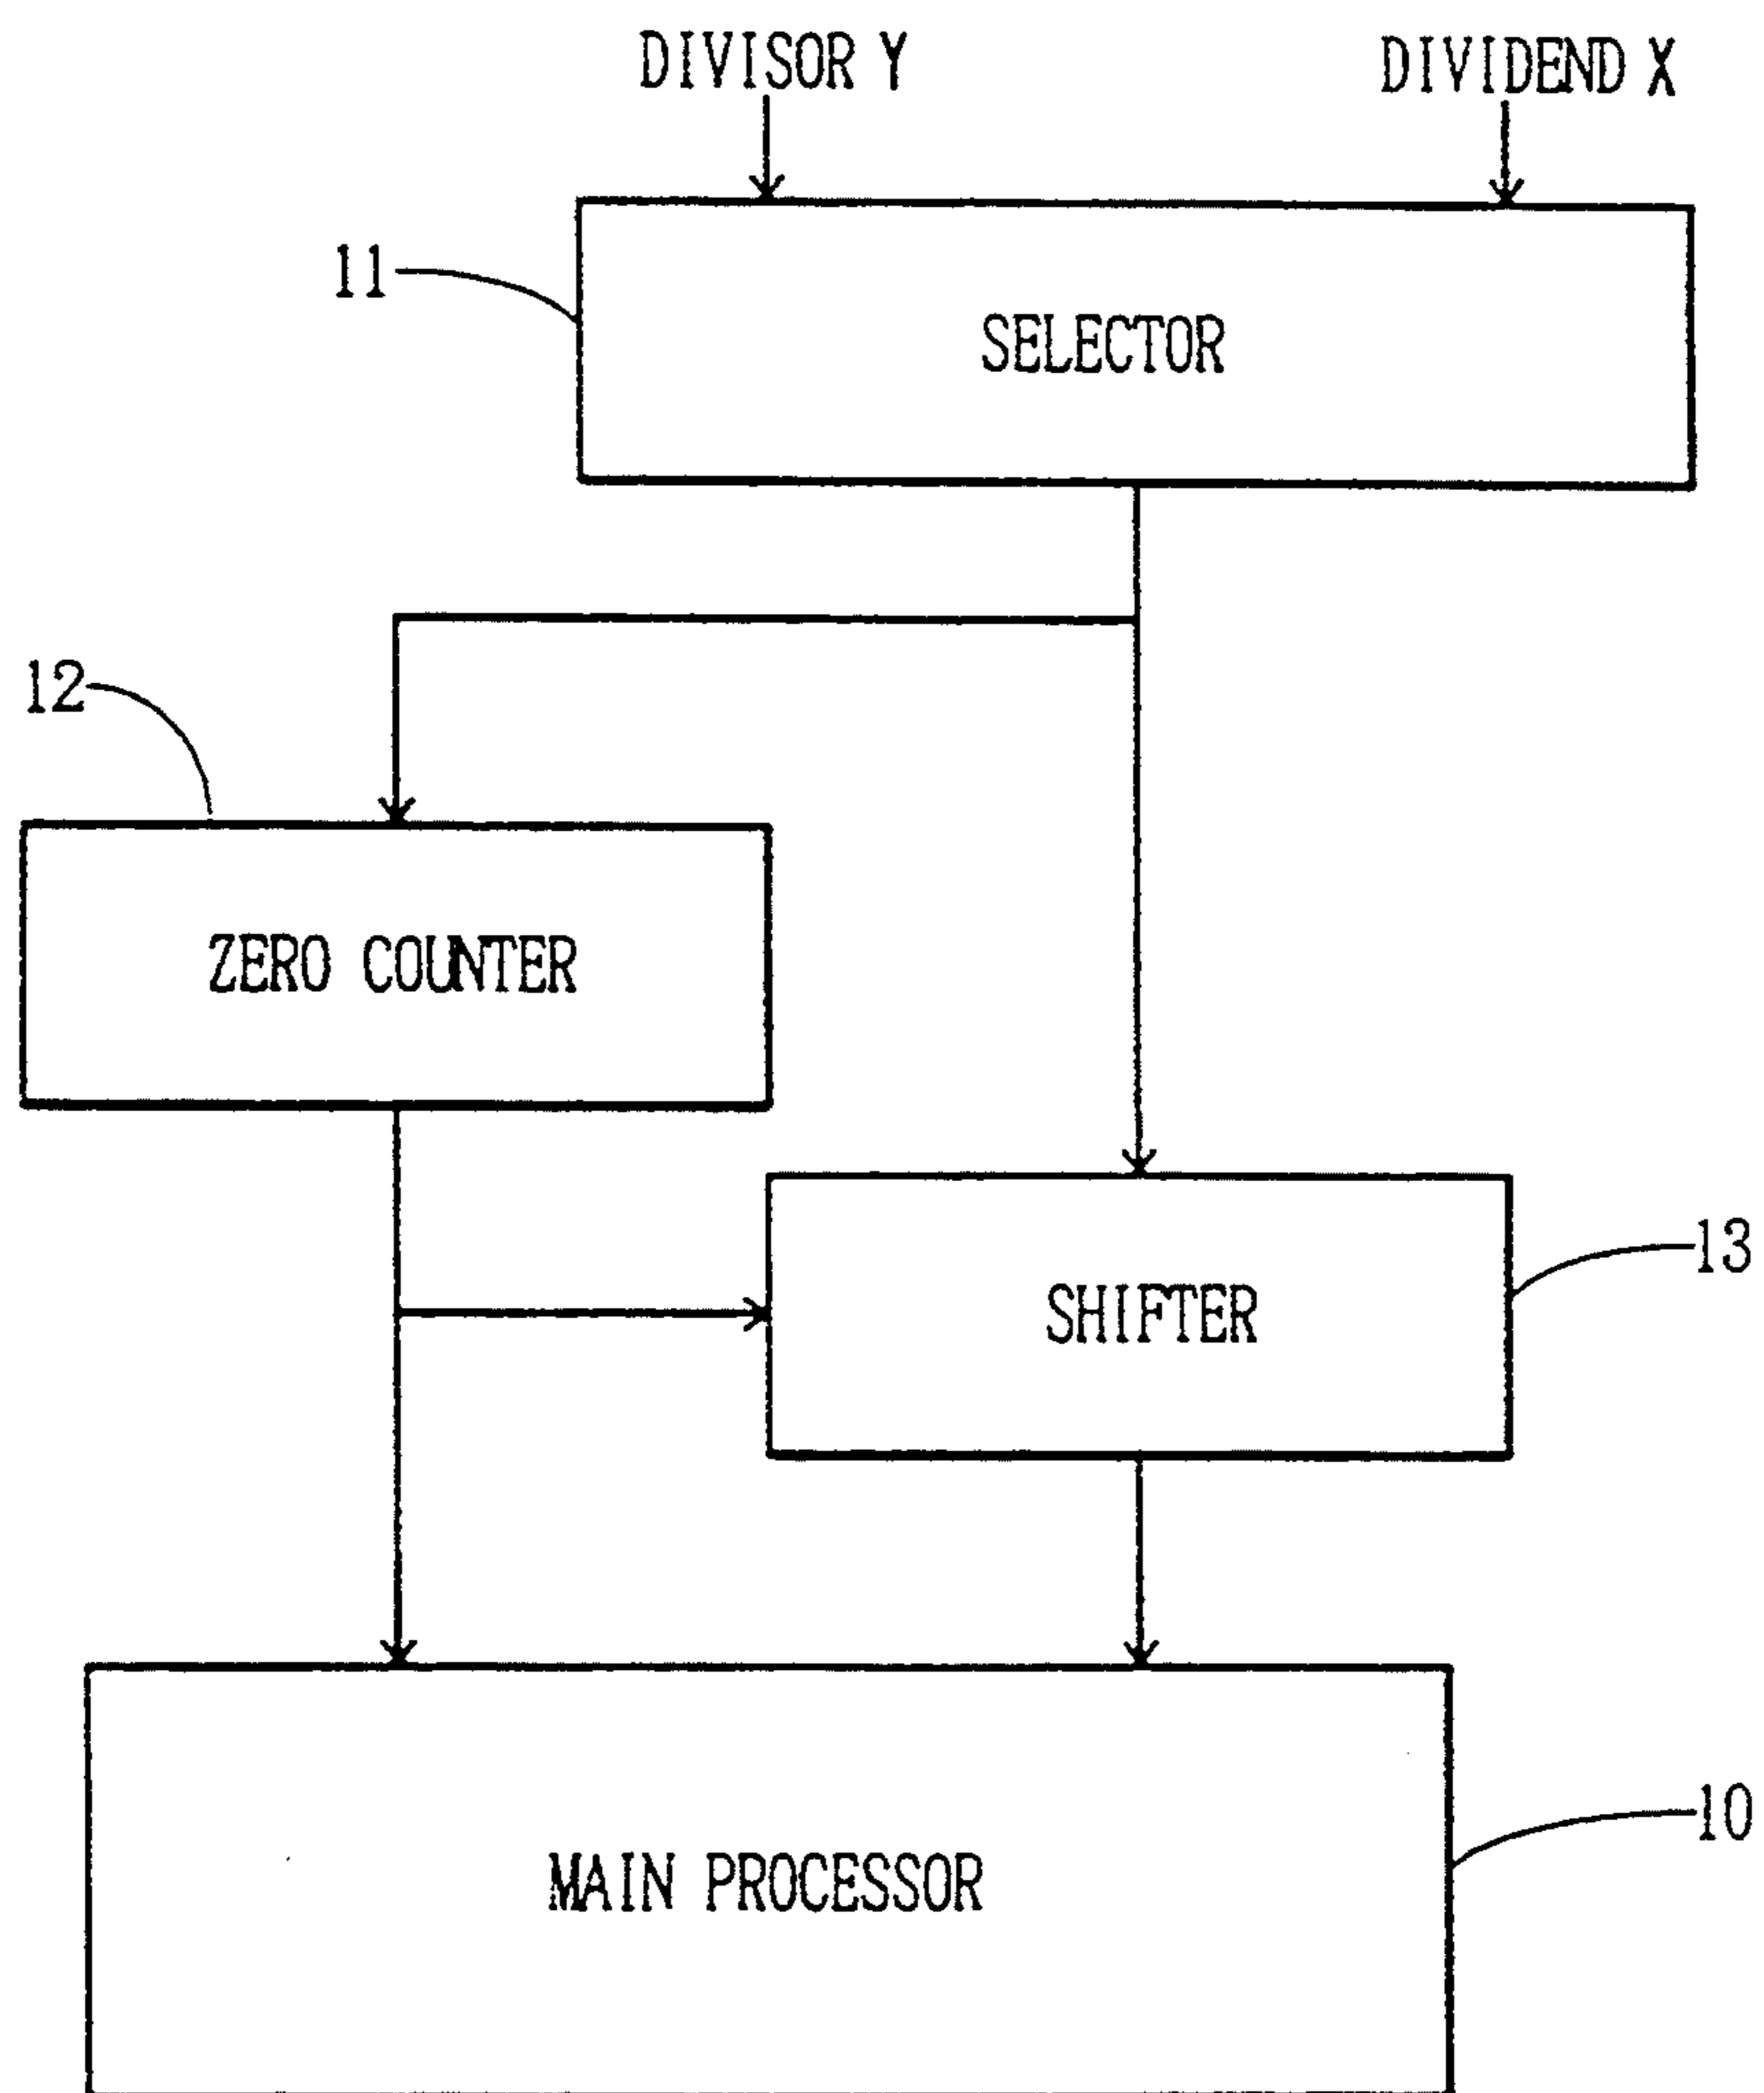 DIVISOR Y
DIVIDEND X
11
SELECTOR
12
ZERO COUNTER
13
SHIFTER
10
MAIN PROCESSOR